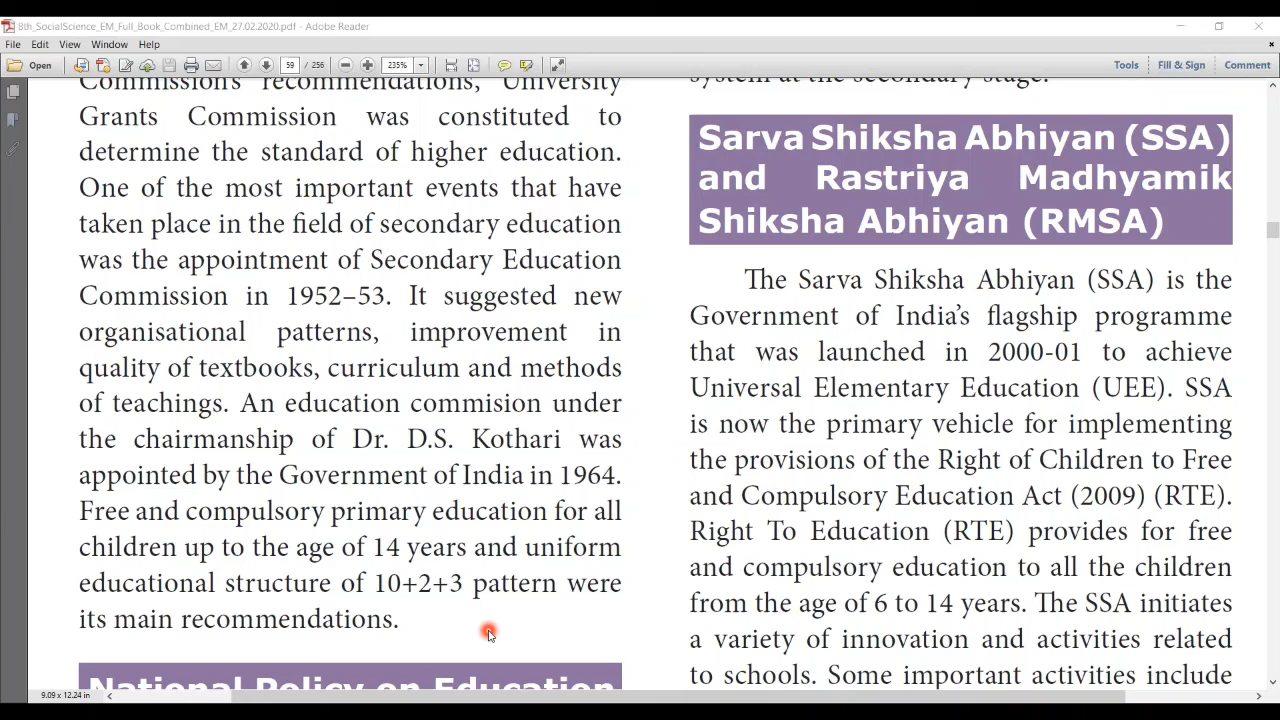 8th_SocialScience_EM_Full_Book_Combined_EM_27.02.2020.pdf - Adobe Reader
File Edit View Window Help
Open 59 / 256 235% Tools Fill & Sign Comment
Commission's recommendations, University
Grants Commission was constituted to
determine the standard of higher education.
One of the most important events that have
taken place in the field of secondary education
was the appointment of Secondary Education
Commission in 1952–53. It suggested new
organisational patterns, improvement in
quality of textbooks, curriculum and methods
of teachings. An education commision under
the chairmanship of Dr. D.S. Kothari was
appointed by the Government of India in 1964.
Free and compulsory primary education for all
children up to the age of 14 years and uniform
educational structure of 10+2+3 pattern were
its main recommendations.
National Policy on Education
system at the secondary stage.
Sarva Shiksha Abhiyan (SSA)
and Rastriya Madhyamik
Shiksha Abhiyan (RMSA)
The Sarva Shiksha Abhiyan (SSA) is the
Government of India's flagship programme
that was launched in 2000-01 to achieve
Universal Elementary Education (UEE). SSA
is now the primary vehicle for implementing
the provisions of the Right of Children to Free
and Compulsory Education Act (2009) (RTE).
Right To Education (RTE) provides for free
and compulsory education to all the children
from the age of 6 to 14 years. The SSA initiates
a variety of innovation and activities related
to schools. Some important activities include
9.09 x 12.24 in